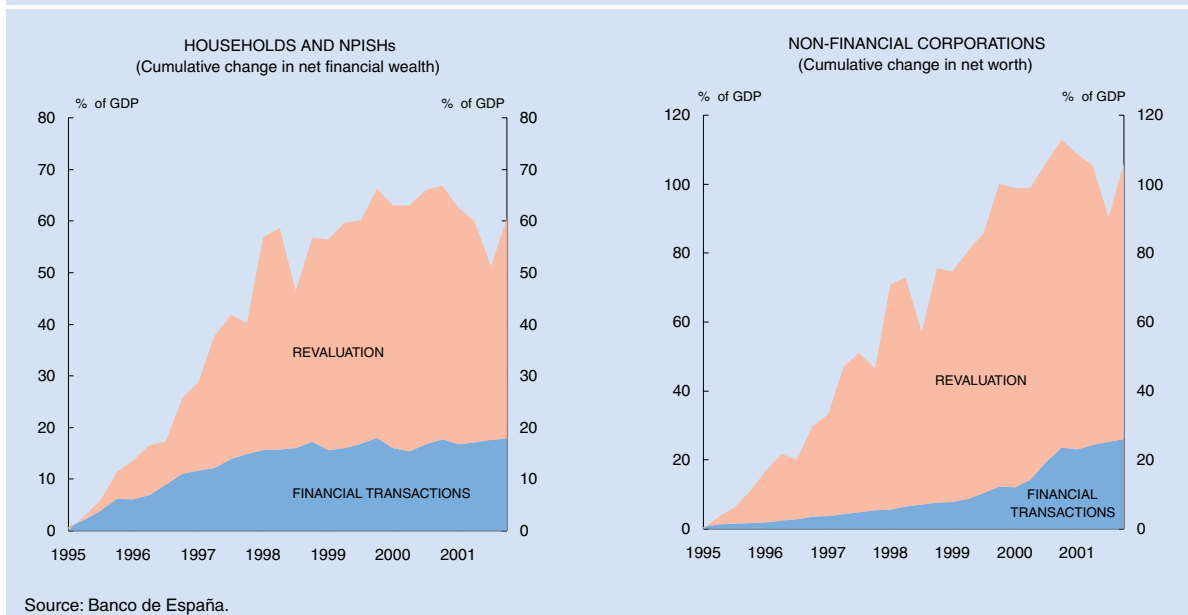 HOUSEHOLDS AND NPISHs
(Cumulative change in net financial wealth)
% of GDP % of GDP
80 80
70 70
60 60
50 50
40 40
30 30
20 20
10 10
0 0
REVALUATION
FINANCIAL TRANSACTIONS
1995 1996 1997 1998 1999 2000 2001
NON-FINANCIAL CORPORATIONS
(Cumulative change in net worth)
% of GDP % of GDP
120 120
100 100
80 80
60 60
40 40
20 20
0 0
REVALUATION
FINANCIAL
TRANSACTIONS
1995 1996 1997 1998 1999 2000 2001
Source: Banco de España.